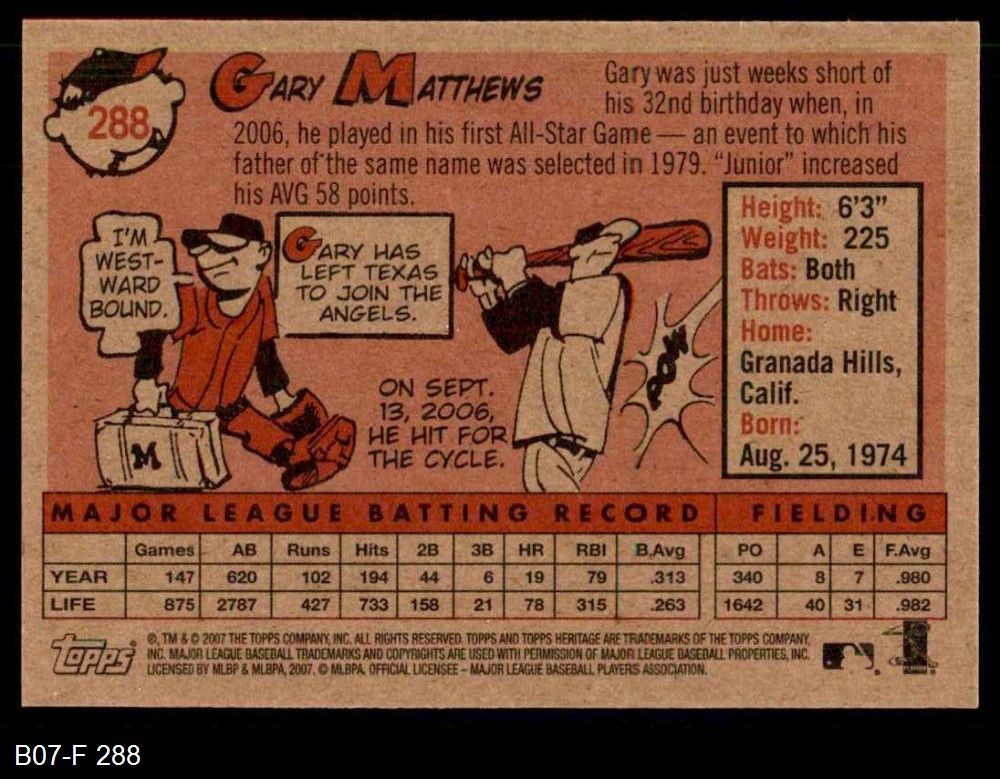 288
GARY MATTHEWS
Gary was just weeks short of
his 32nd birthday when, in
2006, he played in his first All-Star Game — an event to which his
father of the same name was selected in 1979. "Junior" increased
his AVG 58 points.
I'M
WEST-
WARD
BOUND.
GARY HAS
LEFT TEXAS
TO JOIN THE
ANGELS.
M
ON SEPT.
13, 2006,
HE HIT FOR
THE CYCLE.
POW
Height: 6'3"
Weight: 225
Bats: Both
Throws: Right
Home:
Granada Hills,
Calif.
Born:
Aug. 25, 1974
MAJOR LEAGUE BATTING RECORD FIELDING
Games AB Runs Hits 2B 3B HR RBI B.Avg PO A E F.Avg
YEAR 147 620 102 194 44 6 19 79 .313 340 8 7 .980
LIFE 875 2787 427 733 158 21 78 315 .263 1642 40 31 .982
TOPPS
®, TM & © 2007 THE TOPPS COMPANY, INC. ALL RIGHTS RESERVED. TOPPS AND TOPPS HERITAGE ARE TRADEMARKS OF THE TOPPS COMPANY,
INC. MAJOR LEAGUE BASEBALL TRADEMARKS AND COPYRIGHTS ARE USED WITH PERMISSION OF MAJOR LEAGUE BASEBALL PROPERTIES, INC.
LICENSED BY MLBP & MLBPA, 2007. © MLBPA. OFFICIAL LICENSEE – MAJOR LEAGUE BASEBALL PLAYERS ASSOCIATION.
B07-F 288